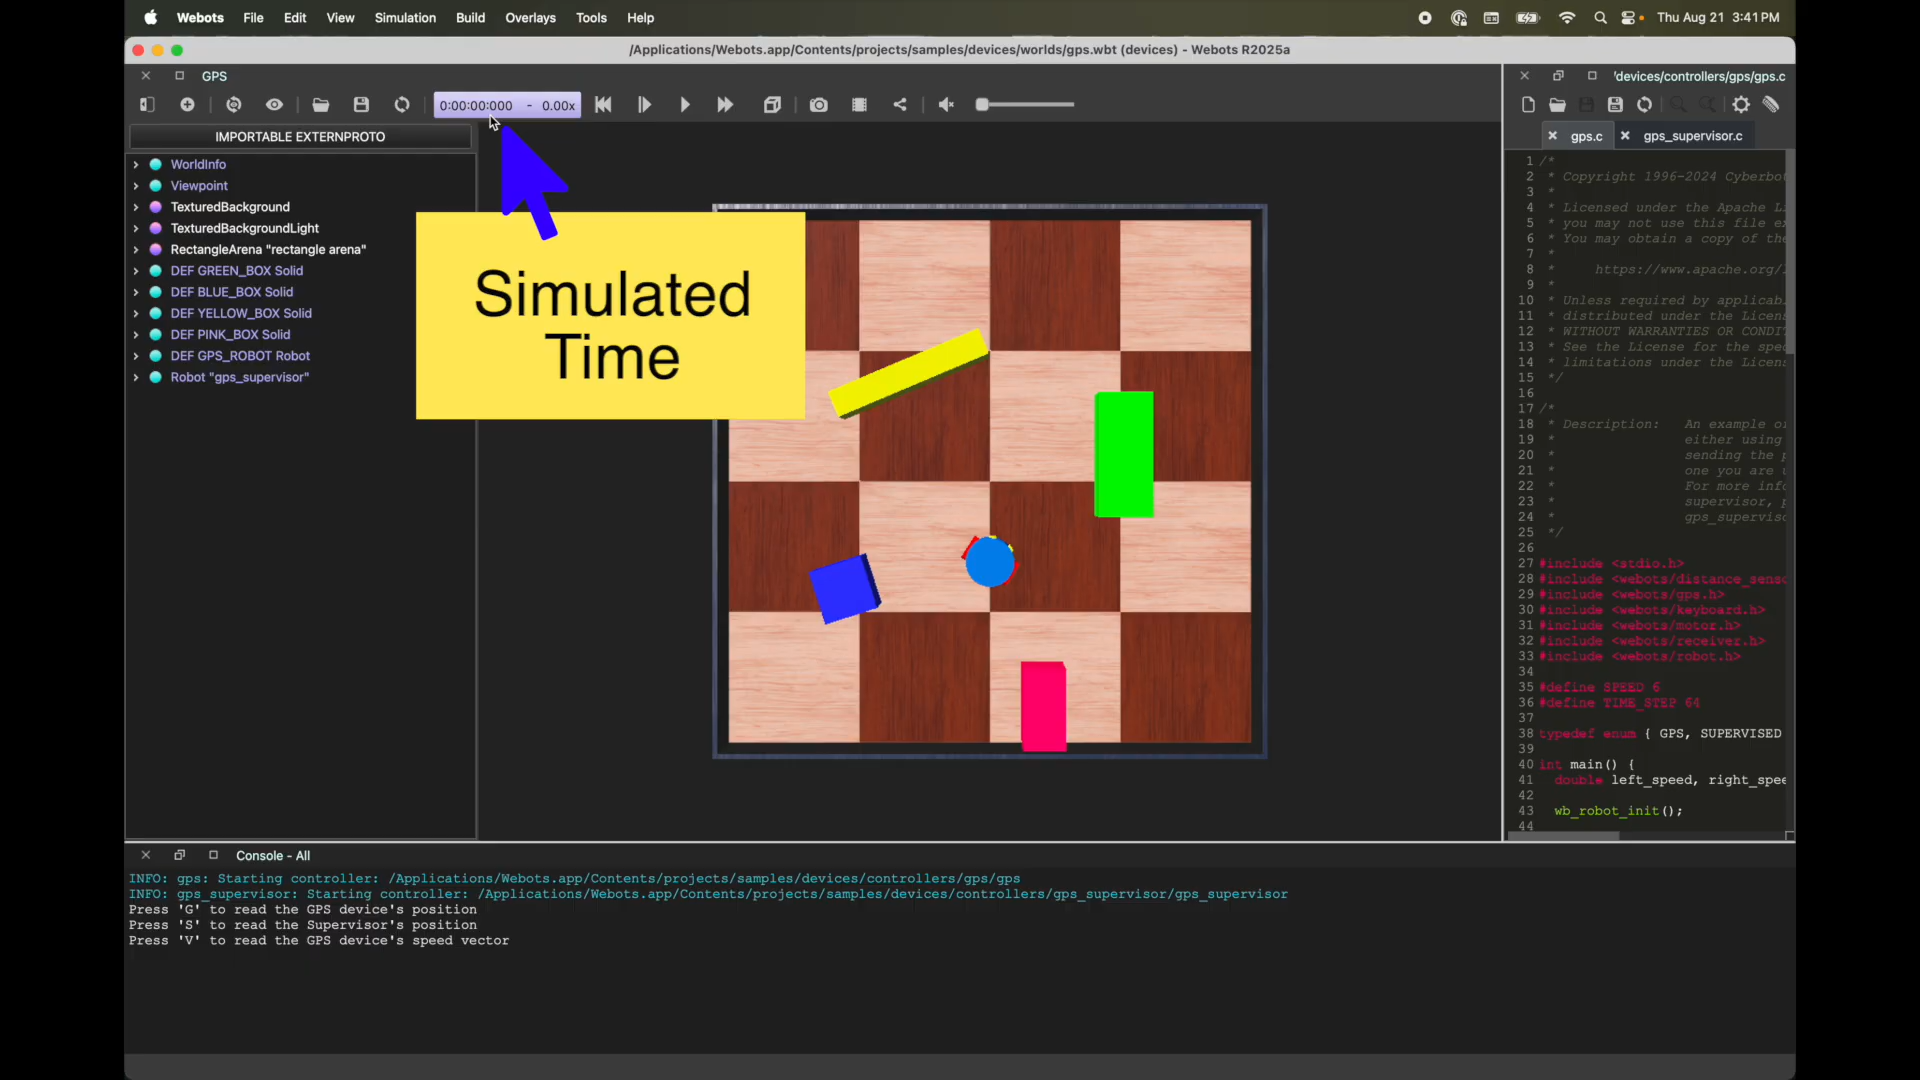 Webots File Edit View Simulation Build Overlays Tools Help Thu Aug 21 3:41 PM
/Applications/Webots.app/Contents/projects/samples/devices/worlds/gps.wbt (devices) - Webots R2025a
GPS
0:00:00:000 - 0.00x
IMPORTABLE EXTERNPROTO
WorldInfo
Viewpoint
TexturedBackground
TexturedBackgroundLight
RectangleArena "rectangle arena"
DEF GREEN_BOX Solid
DEF BLUE_BOX Solid
DEF YELLOW_BOX Solid
DEF PINK_BOX Solid
DEF GPS_ROBOT Robot
Robot "gps_supervisor"
Simulated
Time
/devices/controllers/gps/gps.c
gps.c gps_supervisor.c
1 /*
2 * Copyright 1996-2024
3 *
4 * Licensed under the Apache
5 * you may not use this file
6 * You may obtain a copy of the
7 *
8 * https://www.apache.org/
9 *
10 * Unless required by
11 * distributed under the
12 * WITHOUT WARRANTIES OR
13 * See the License for the
14 * limitations under the
15 */
16
17 /*
18 * Description: An example
19 * either using
20 * sending the
21 * one you are
22 * For more
23 * supervisor,
24 *
25 */
26
27 #include <stdio.h>
28 #include
29 #include <webots/gps.h>
30 #include <webots/keyboard.h>
31 #include <webots/motor.h>
32 #include <webots/receiver.h>
33 #include <webots/robot.h>
34
35 #define SPEED 6
36 #define TIME_STEP 64
37
38 typedef enum { GPS, SUPERVISED
39
40 int main() {
41 double left_speed,
42
43 wb_robot_init();
44
Console - All
INFO: gps: Starting controller: /Applications/Webots.app/Contents/projects/samples/devices/controllers/gps/gps
INFO: gps_supervisor: Starting controller: /Applications/Webots.app/Contents/projects/samples/devices/controllers/gps_supervisor/gps_supervisor
Press 'G' to read the GPS device's position
Press 'S' to read the Supervisor's position
Press 'V' to read the GPS device's speed vector